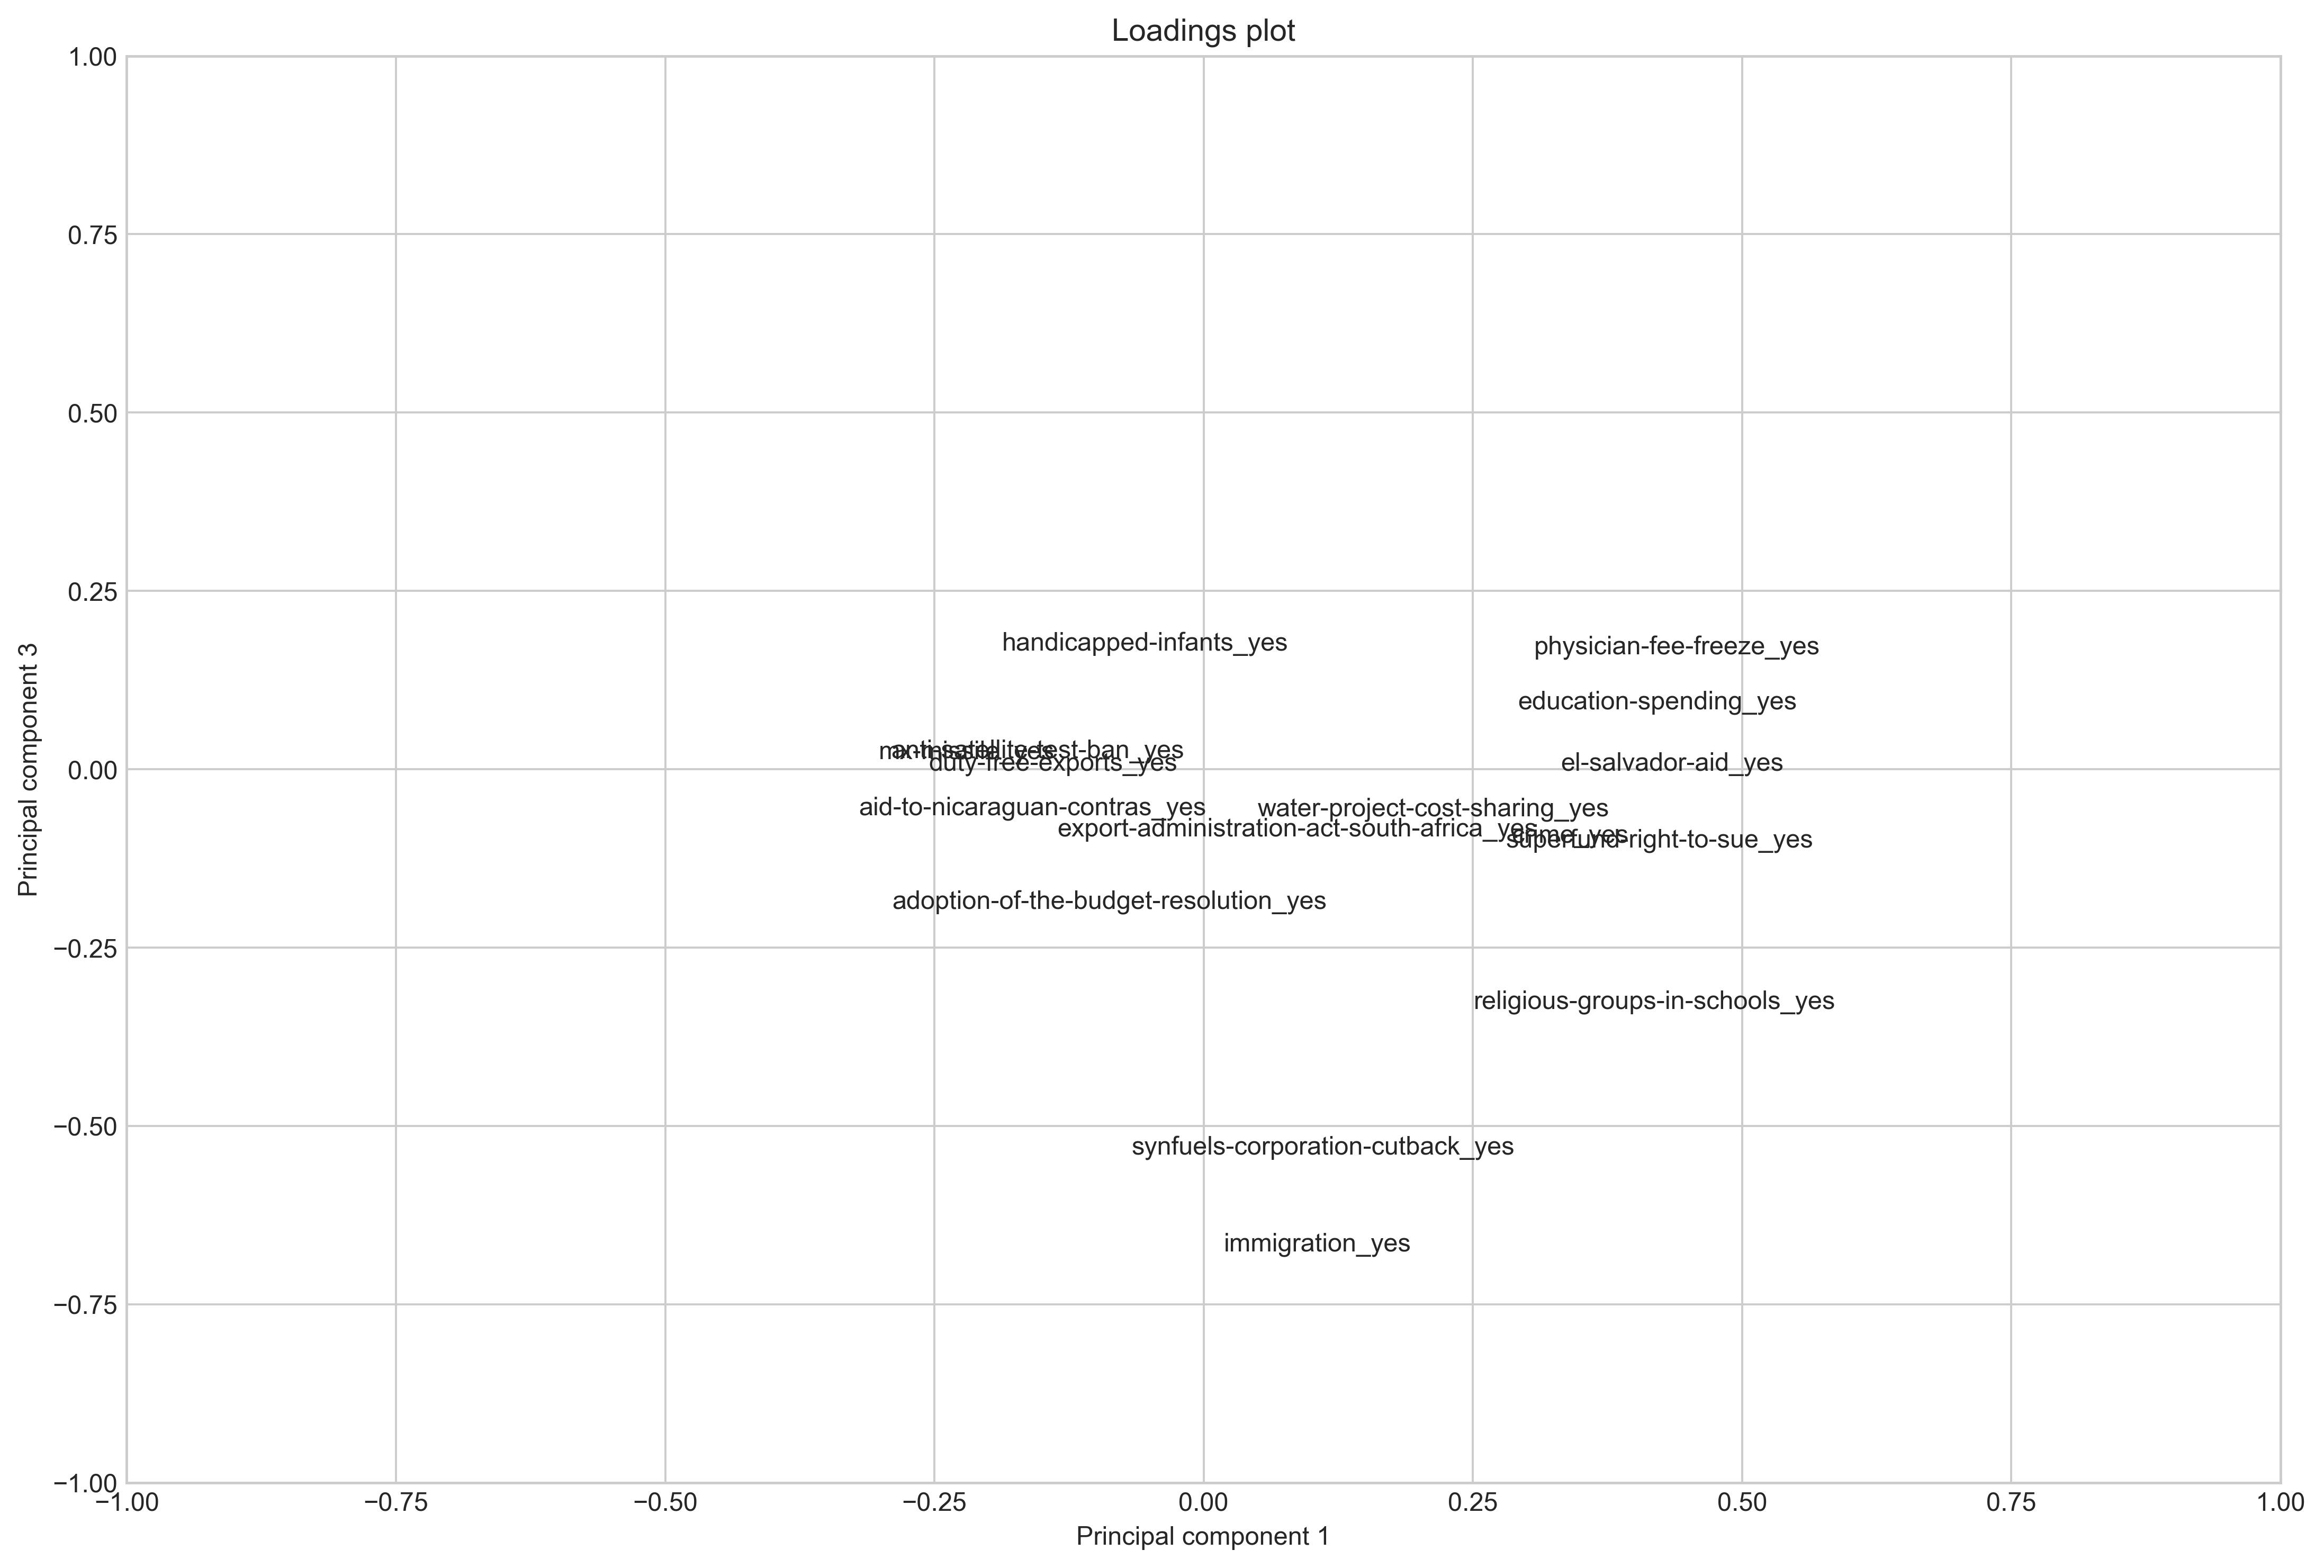 Loadings plot
1.00
0.75
0.50
0.25
0.00
−0.25
−0.50
−0.75
−1.00
Principal component 3
handicapped-infants_yes
physician-fee-freeze_yes
education-spending_yes
anti-satellite-test-ban_yes
mx-missile_yes
duty-free-exports_yes
el-salvador-aid_yes
aid-to-nicaraguan-contras_yes
water-project-cost-sharing_yes
export-administration-act-south-africa_yes
crime_yes
superfund-right-to-sue_yes
adoption-of-the-budget-resolution_yes
religious-groups-in-schools_yes
synfuels-corporation-cutback_yes
immigration_yes
−1.00
−0.75
−0.50
−0.25
0.00
0.25
0.50
0.75
1.00
Principal component 1